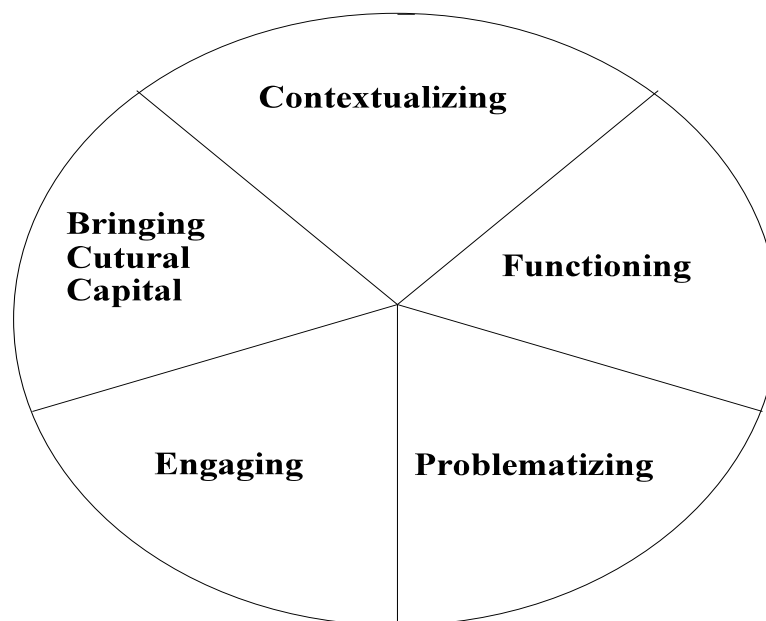 Contextualizing
Bringing
Cutural
Capital
Functioning
Engaging
Problematizing